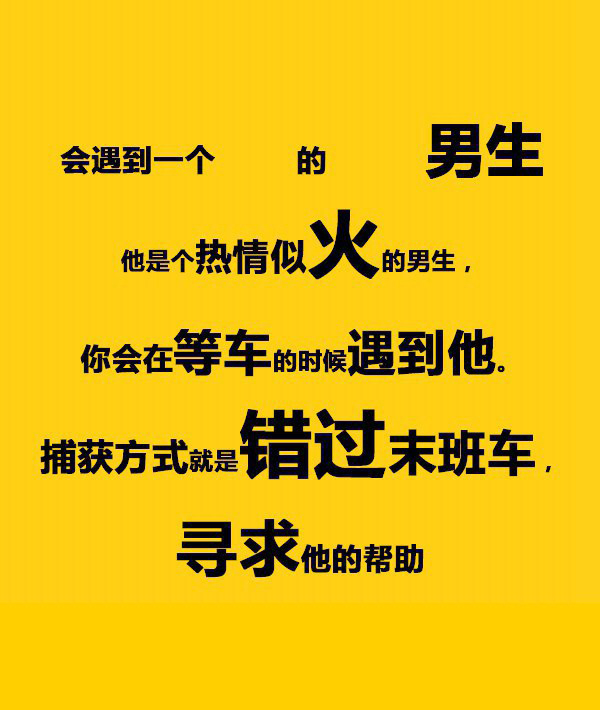 会遇到一个 的 男生
他是个热情似火的男生，
你会在等车的时候遇到他。
捕获方式就是错过末班车，
寻求他的帮助